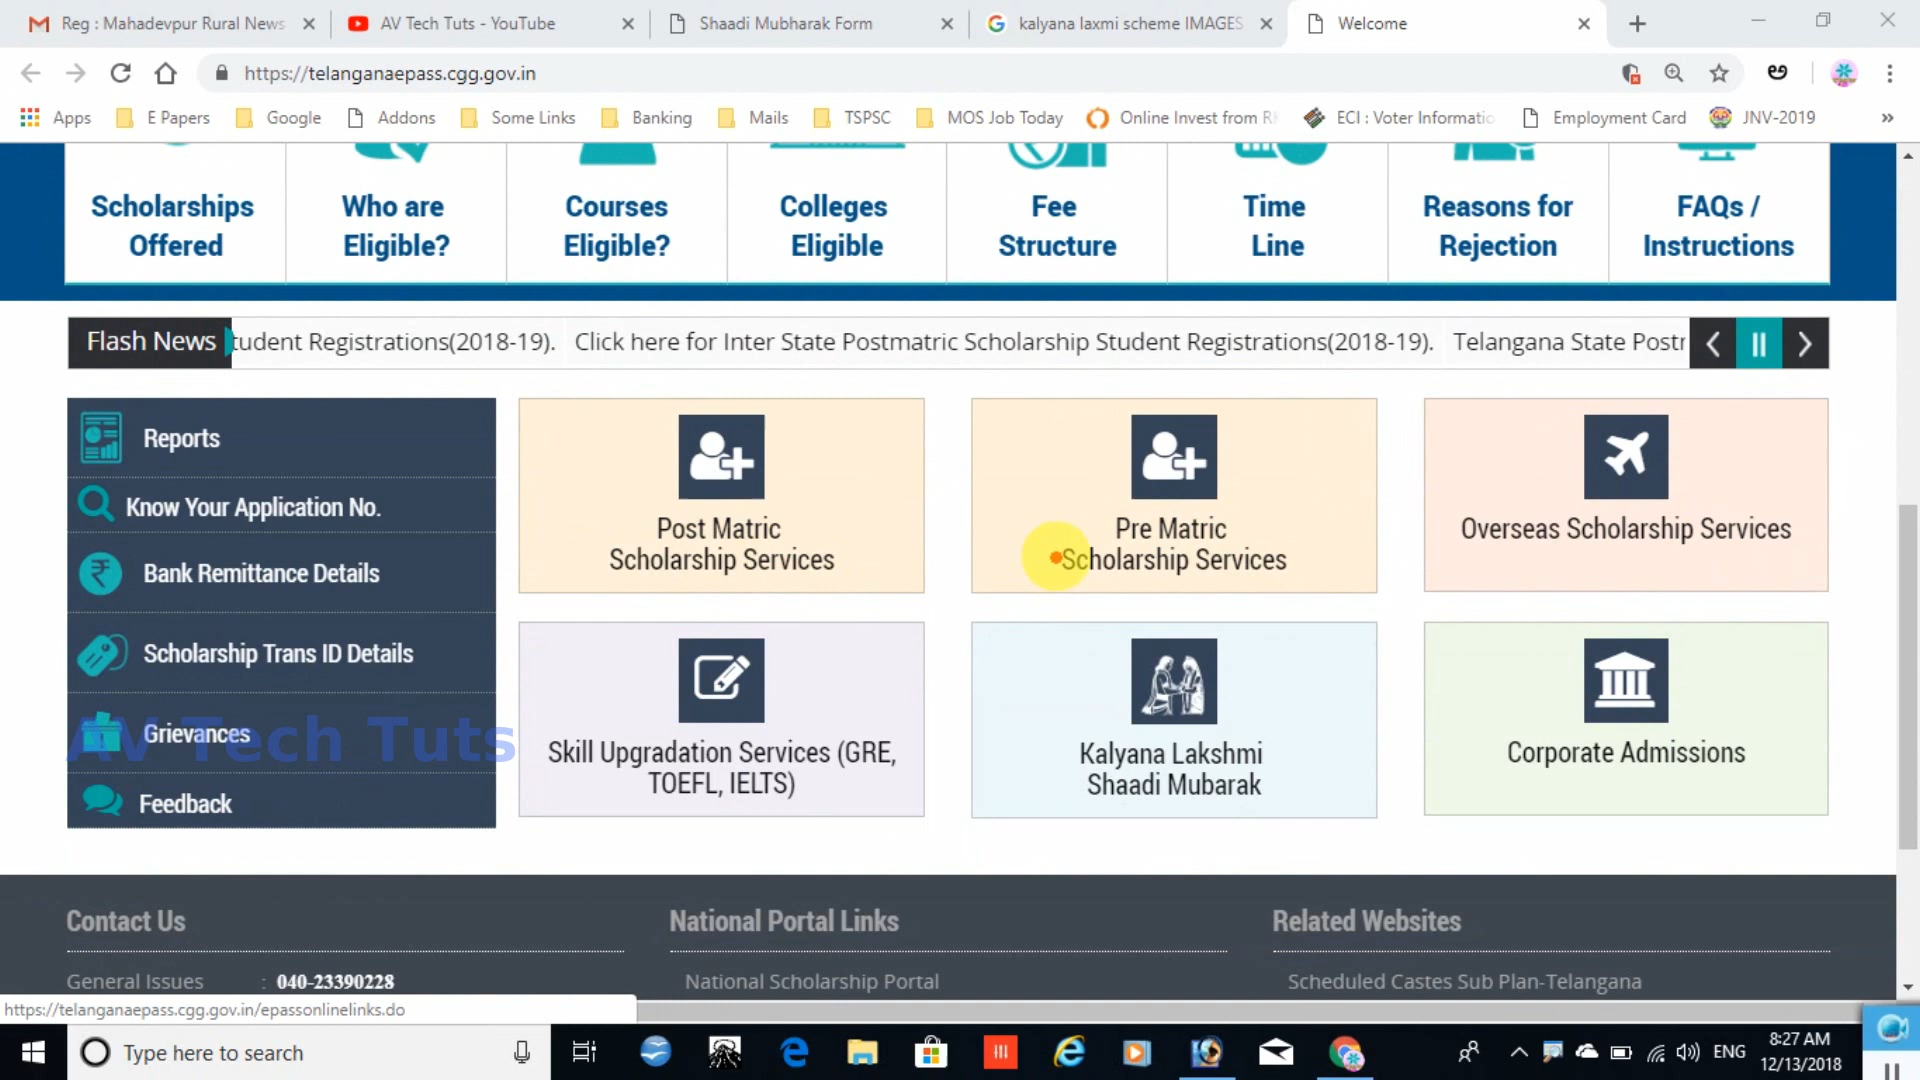 Reg : Mahadevpur Rural News
AV Tech Tuts - YouTube
Shaadi Mubharak Form
kalyana laxmi scheme IMAGES
Welcome
https://telanganaepass.cgg.gov.in
Apps
E Papers
Google
Addons
Some Links
Banking
Mails
TSPSC
MOS Job Today
Online Invest from RI
ECI : Voter Informatio
Employment Card
JNV-2019
»
Scholarships
Offered
Who are
Eligible?
Courses
Eligible?
Colleges
Eligible
Fee
Structure
Time
Line
Reasons for
Rejection
FAQs /
Instructions
Flash News
tudent Registrations(2018-19). Click here for Inter State Postmatric Scholarship Student Registrations(2018-19). Telangana State Postr
Reports
Know Your Application No.
Bank Remittance Details
Scholarship Trans ID Details
Grievances
Feedback
AV Tech Tuts
Post Matric
Scholarship Services
Pre Matric
Scholarship Services
Overseas Scholarship Services
Skill Upgradation Services (GRE,
TOEFL, IELTS)
Kalyana Lakshmi
Shaadi Mubarak
Corporate Admissions
Contact Us
National Portal Links
Related Websites
General Issues : 040-23390228
National Scholarship Portal
Scheduled Castes Sub Plan-Telangana
https://telanganaepass.cgg.gov.in/epassonlinelinks.do
Type here to search
ENG
8:27 AM
12/13/2018